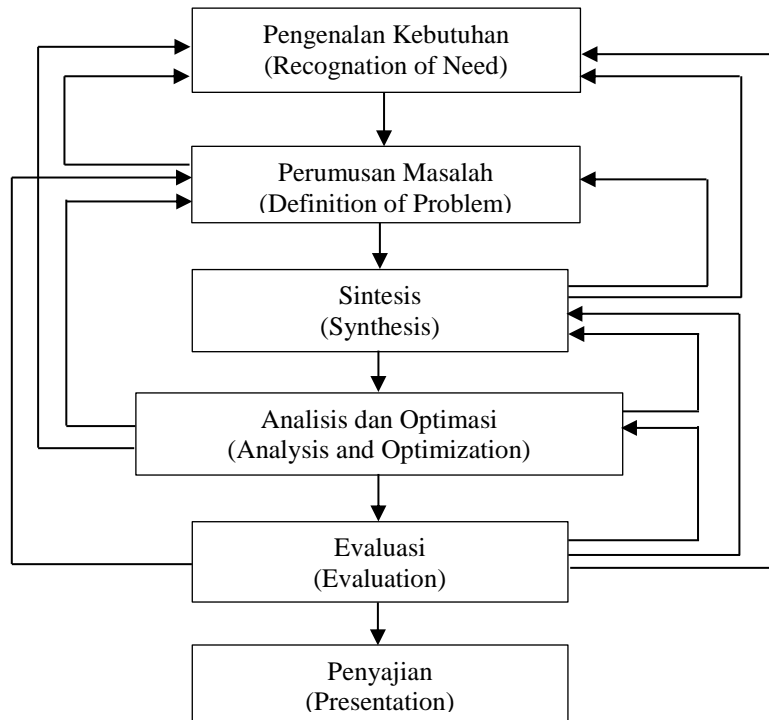 Pengenalan Kebutuhan
(Recognation of Need)
Perumusan Masalah
(Definition of Problem)
Sintesis
(Synthesis)
Analisis dan Optimasi
(Analysis and Optimization)
Evaluasi
(Evaluation)
Penyajian
(Presentation)